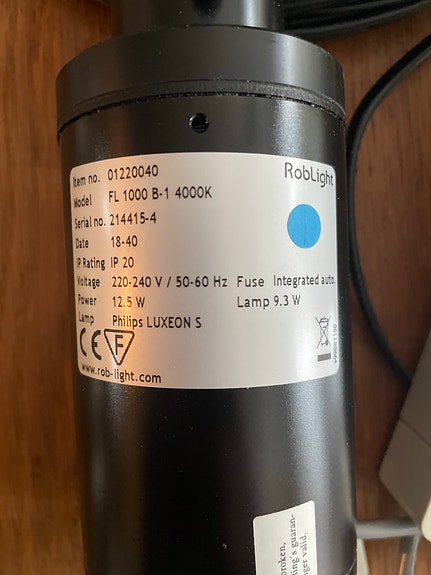 RobLight
Item no. 01220040
Model FL 1000 B-1 4000K
Serial no. 214415-4
Date 18-40
IP Rating IP 20
Voltage 220-240 V / 50-60 Hz Fuse Integrated auto.
Power 12.5 W Lamp 9.3 W
Lamp Philips LUXEON S
CE F
www.rob-light.com
broken,
ing's guaran-
ger valid.